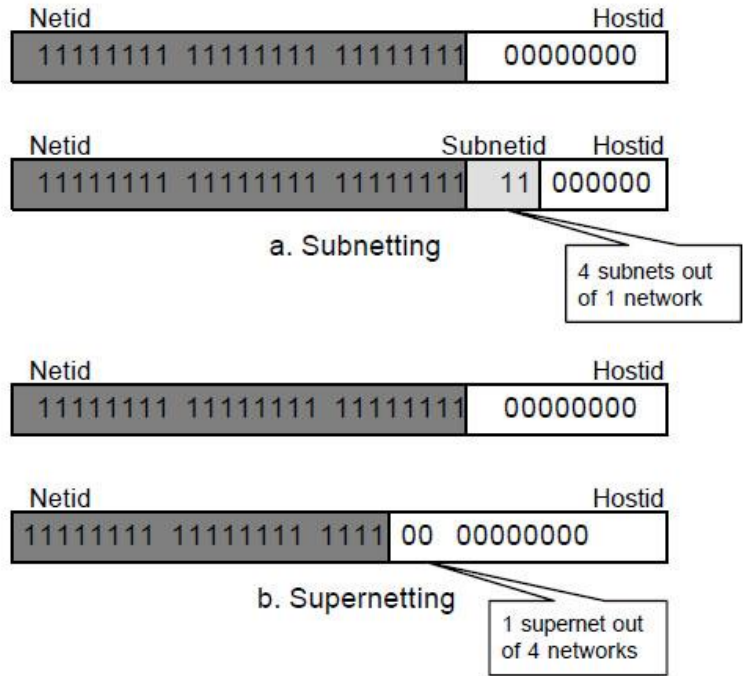 Netid Hostid
11111111 11111111 11111111 00000000
Netid Subnetid Hostid
11111111 11111111 11111111 11 000000
a. Subnetting
4 subnets out
of 1 network
Netid Hostid
11111111 11111111 11111111 00000000
Netid Hostid
11111111 11111111 1111 00 00000000
b. Supernetting
1 supernet out
of 4 networks